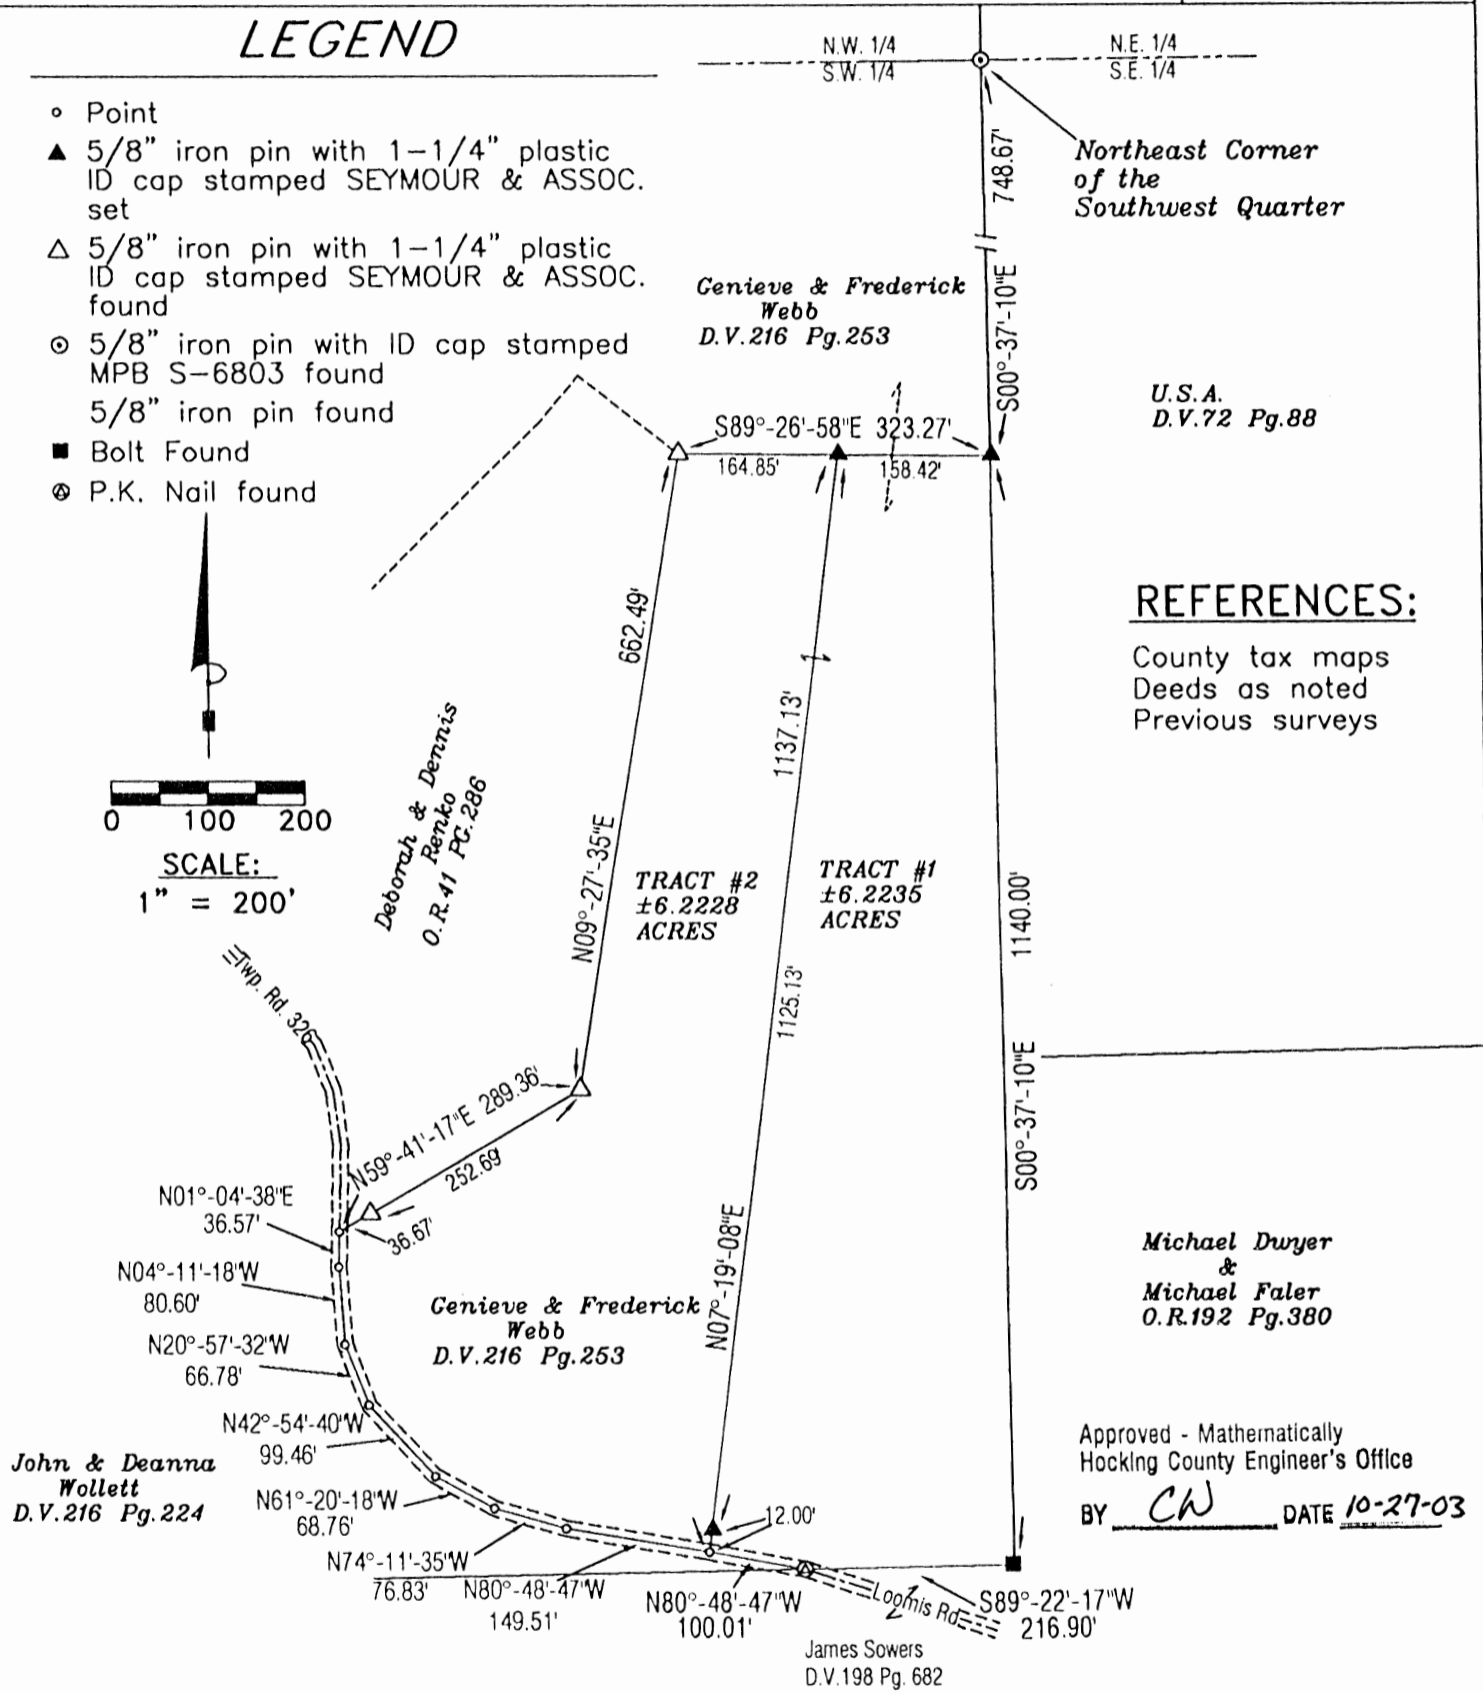 LEGEND
Point
5/8" iron pin with 1-1/4" plastic
ID cap stamped SEYMOUR & ASSOC.
set
5/8" iron pin with 1-1/4" plastic
ID cap stamped SEYMOUR & ASSOC.
found
5/8" iron pin with ID cap stamped
MPB S-6803 found
5/8" iron pin found
Bolt Found
P.K. Nail found
0 100 200
SCALE:
1" = 200'
N.W. 1/4
S.W. 1/4
N.E. 1/4
S.E. 1/4
748.67'
Northeast Corner
of the
Southwest Quarter
Genieve & Frederick
Webb
D.V.216 Pg.253
S00°-37'-10"E
U.S.A.
D.V.72 Pg.88
S89°-26'-58"E 323.27'
164.85'
158.42'
REFERENCES:
County tax maps
Deeds as noted
Previous surveys
662.49'
N09°-27'-35"E
1137.13'
1125.13'
N07°-19'-08"E
Deborah & Dennis
Renko
O.R.41 PG.286
TRACT #2
±6.2228
ACRES
TRACT #1
±6.2235
ACRES
1140.00'
S00°-37'-10"E
Twp. Rd. 326
N59°-41'-17"E 289.36'
252.69'
36.67'
N01°-04'-38"E
36.57'
N04°-11'-18"W
80.60'
N20°-57'-32"W
66.78'
N42°-54'-40"W
99.46'
N61°-20'-18"W
68.76'
N74°-11'-35"W
76.83'
N80°-48'-47"W
149.51'
N80°-48'-47"W
100.01'
12.00'
Genieve & Frederick
Webb
D.V.216 Pg.253
John & Deanna
Wollett
D.V.216 Pg.224
Michael Dwyer
&
Michael Faler
O.R.192 Pg.380
Approved - Mathematically
Hocking County Engineer's Office
BY CW DATE 10-27-03
Loomis Rd.
S89°-22'-17"W
216.90'
James Sowers
D.V.198 Pg. 682